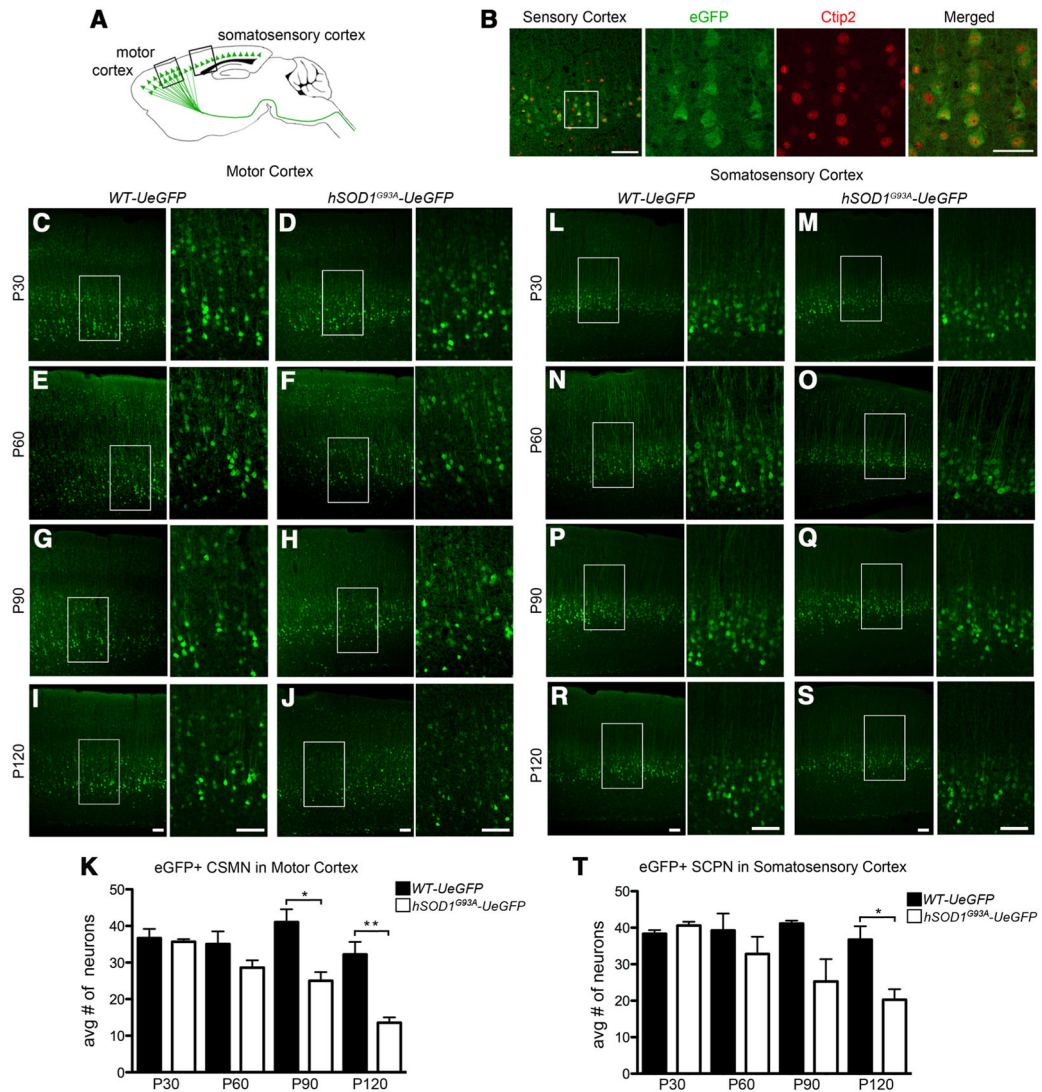 A
somatosensory cortex
motor
cortex
B
Sensory Cortex
eGFP
Ctip2
Merged
Motor Cortex
WT-UeGFP
hSOD1G93A-UeGFP
C
D
P30
E
F
P60
G
H
P90
I
J
P120
Somatosensory Cortex
WT-UeGFP
hSOD1G93A-UeGFP
L
M
P30
N
O
P60
P
Q
P90
R
S
P120
K
eGFP+ CSMN in Motor Cortex
WT-UeGFP
hSOD1G93A-UeGFP
avg # of neurons
50
40
30
20
10
0
*
**
P30 P60 P90 P120
T
eGFP+ SCPN in Somatosensory Cortex
WT-UeGFP
hSOD1G93A-UeGFP
avg # of neurons
50
40
30
20
10
0
*
P30 P60 P90 P120